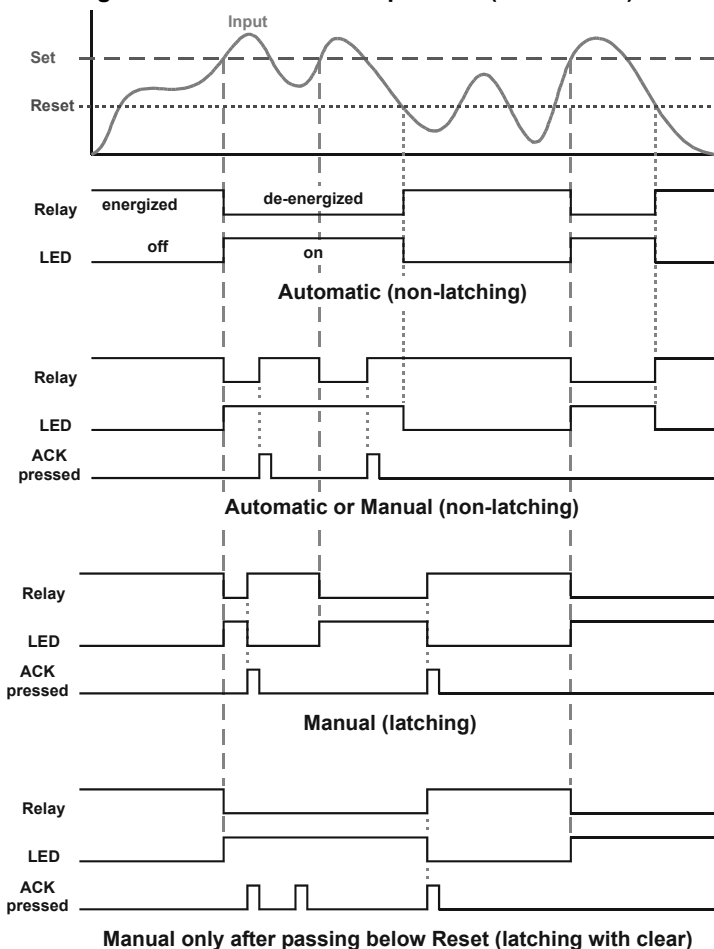 Input
Set
Reset
Relay energized de-energized
LED off on
Automatic (non-latching)
Relay
LED
ACK
pressed
Automatic or Manual (non-latching)
Relay
LED
ACK
pressed
Manual (latching)
Relay
LED
ACK
pressed
Manual only after passing below Reset (latching with clear)